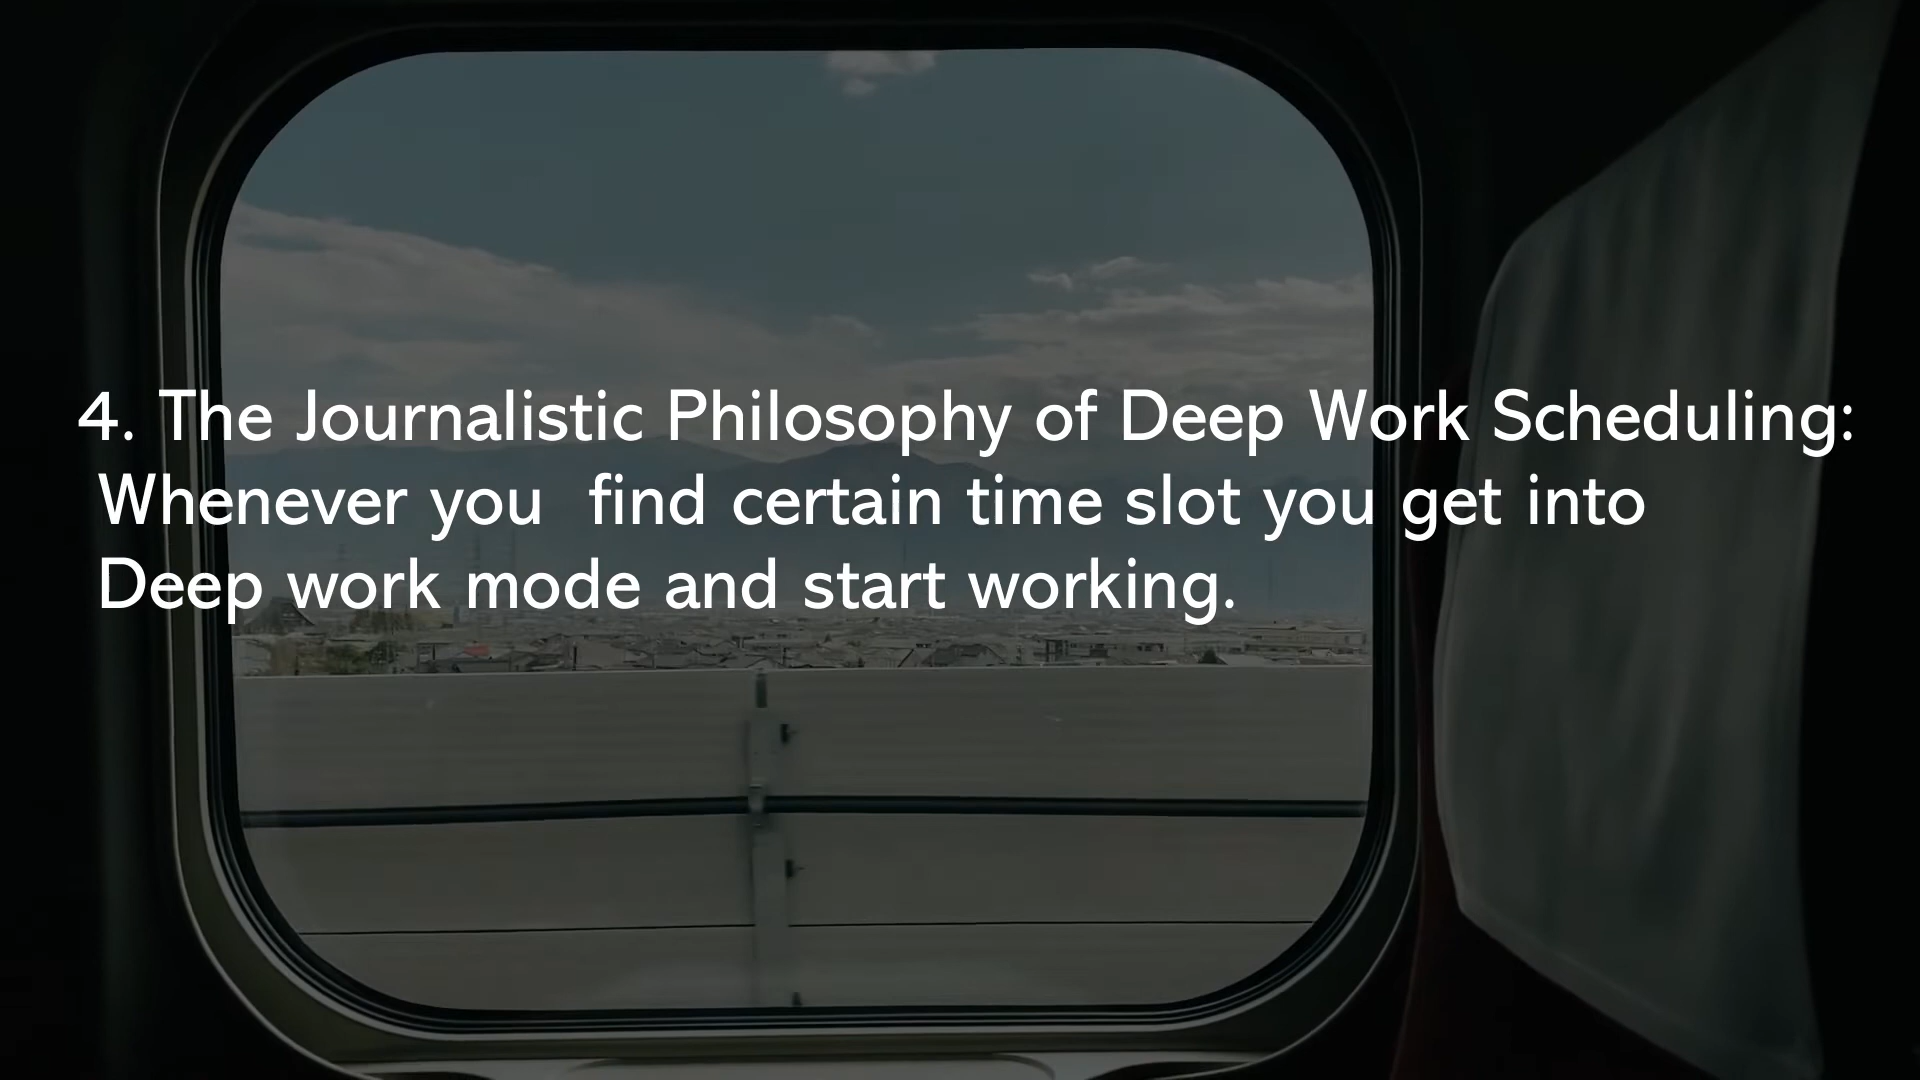 4. The Journalistic Philosophy of Deep Work Scheduling:
Whenever you  find certain time slot you get into
Deep work mode and start working.